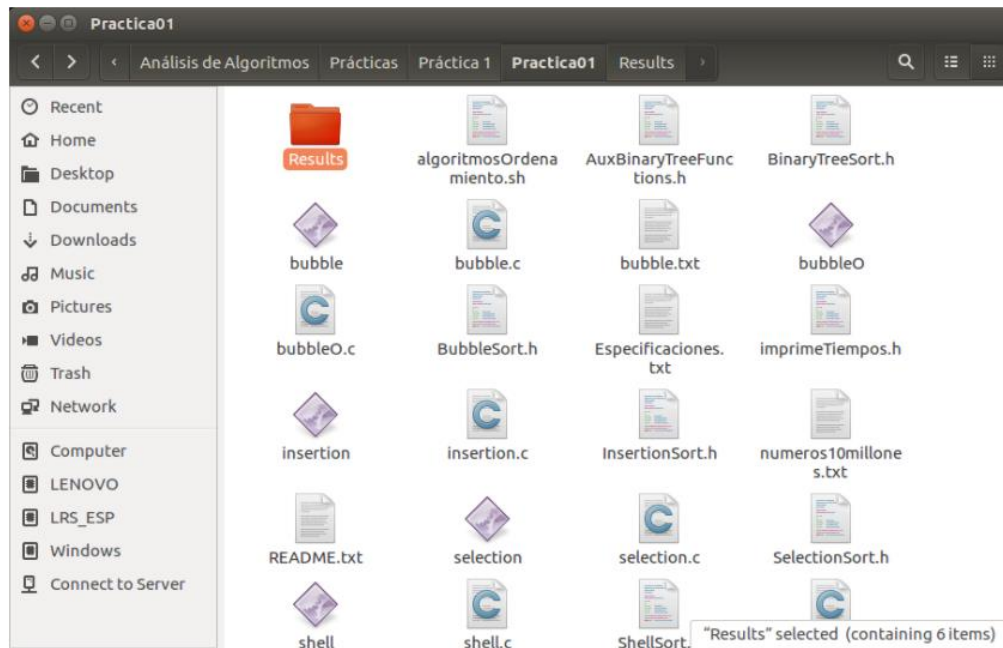 Practica01
Análisis de Algoritmos Prácticas Práctica 1 Practica01 Results
Recent
Home
Desktop
Documents
Downloads
Music
Pictures
Videos
Trash
Network
Computer
LENOVO
LRS_ESP
Windows
Connect to Server
Results
algoritmosOrdena
miento.sh
AuxBinaryTreeFunc
tions.h
BinaryTreeSort.h
bubble
bubble.c
bubble.txt
bubbleO
bubbleO.c
BubbleSort.h
Especificaciones.
txt
imprimeTiempos.h
insertion
insertion.c
InsertionSort.h
numeros10millone
s.txt
README.txt
selection
selection.c
SelectionSort.h
shell
shell.c
ShellSort.
"Results" selected (containing 6 items)